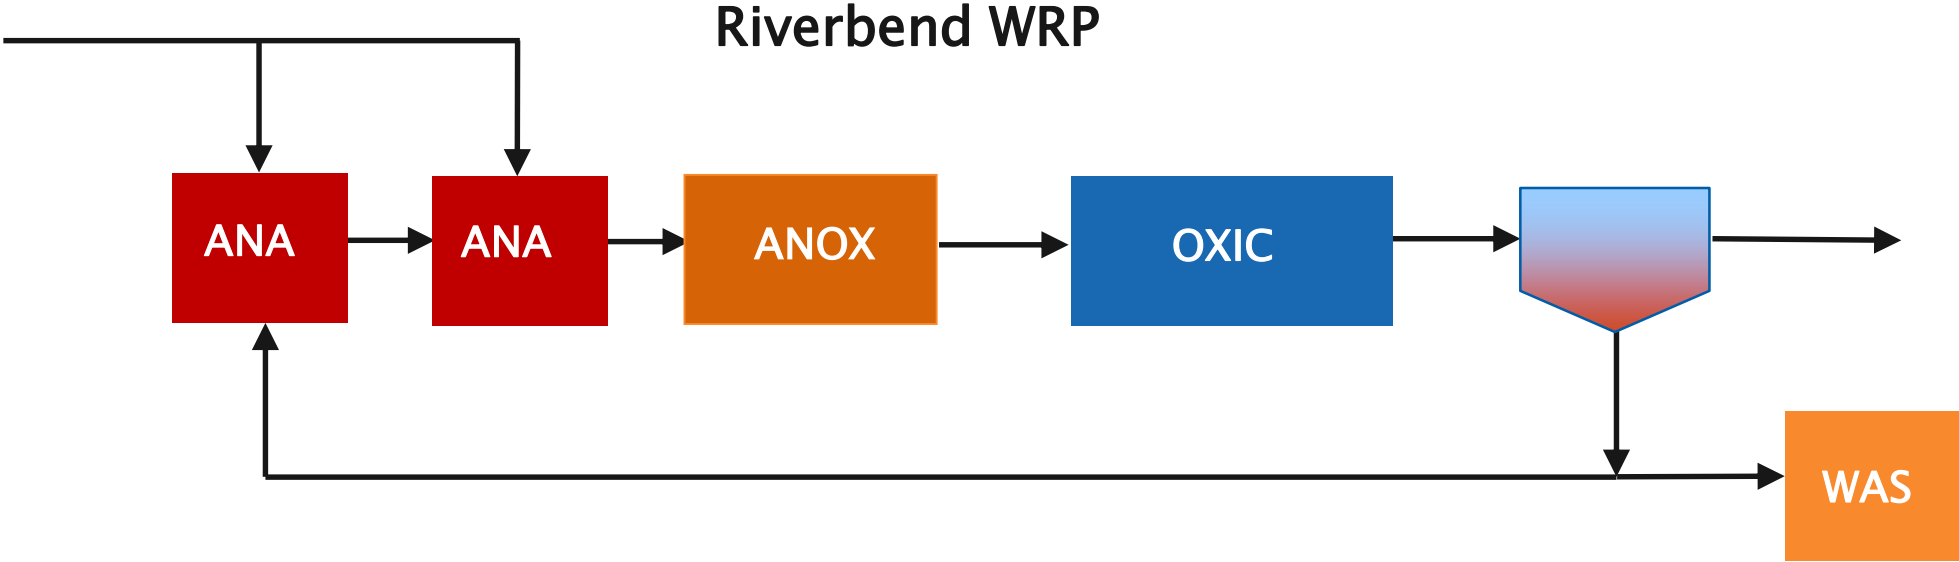 Riverbend WRP
ANA
ANA
ANOX
OXIC
WAS